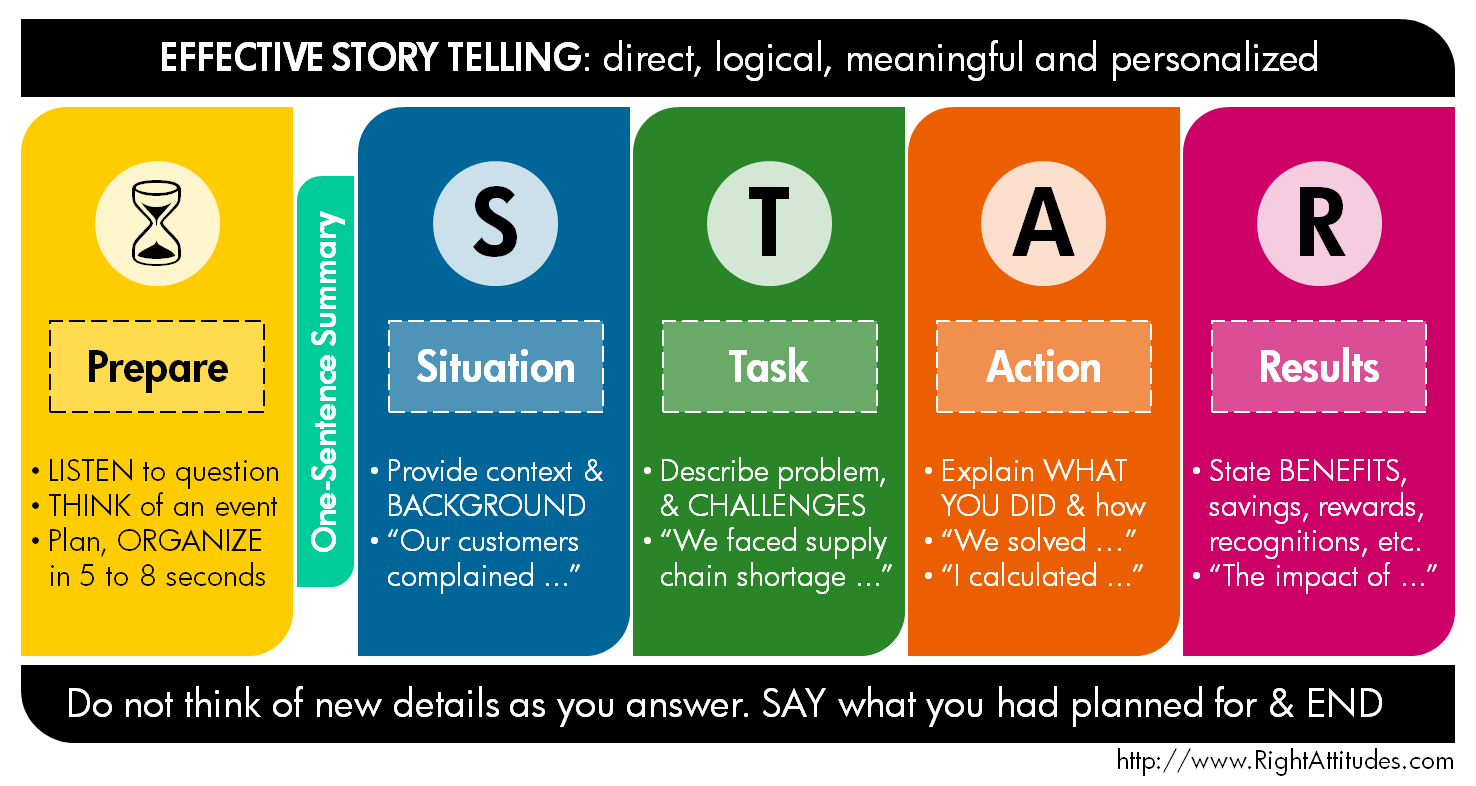 EFFECTIVE STORY TELLING: direct, logical, meaningful and personalized
Prepare
• LISTEN to question
• THINK of an event
• Plan, ORGANIZE
in 5 to 8 seconds
One-Sentence Summary
S
Situation
• Provide context &
BACKGROUND
• “Our customers
complained ...”
T
Task
• Describe problem,
& CHALLENGES
• “We faced supply
chain shortage ...”
A
Action
• Explain WHAT
YOU DID & how
• “We solved ...”
• “I calculated ...”
R
Results
• State BENEFITS,
savings, rewards,
recognitions, etc.
• “The impact of ...”
Do not think of new details as you answer. SAY what you had planned for & END
http://www.RightAttitudes.com